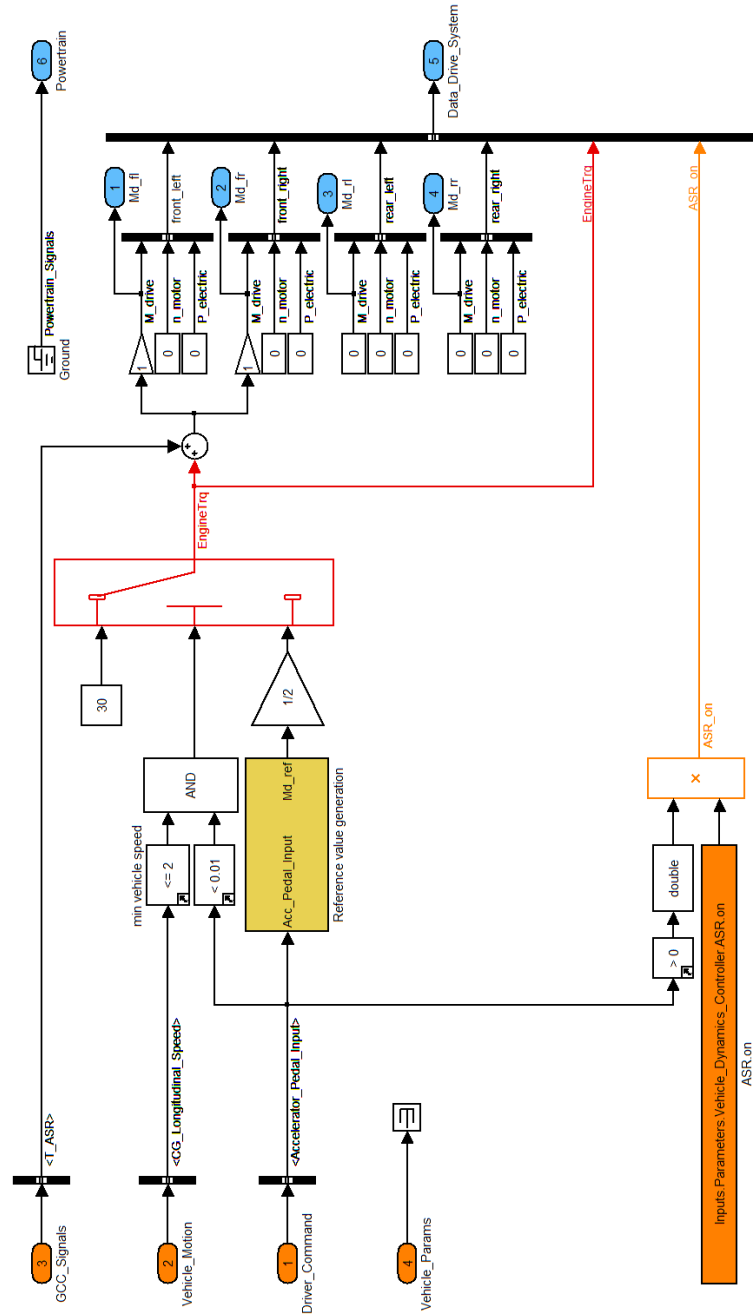 3
GCC_Signals
<T_ASR>
2
Vehicle_Motion
<CG_Longitudinal_Speed>
1
Driver_Command
<Accelerator_Pedal_Input>
4
Vehicle_Params
min vehicle speed
<= 2
< 0.01
AND
30
Acc_Pedal_Input
Md_ref
Reference value generation
1/2
EngineTrq
+
+
Powertrain_Signals
Ground
6
Powertrain
1
M_drive
0
n_motor
0
P_electric
1
Md_fl
front_left
1
M_drive
0
n_motor
0
P_electric
2
Md_fr
front_right
0
M_drive
0
n_motor
0
P_electric
3
Md_rl
rear_left
0
M_drive
0
n_motor
0
P_electric
4
Md_rr
rear_right
5
Data_Drive_System
EngineTrq
> 0
double
Inputs.Parameters.Vehicle_Dynamics_Controller.ASR.on
ASR.on
×
ASR_on
ASR_on